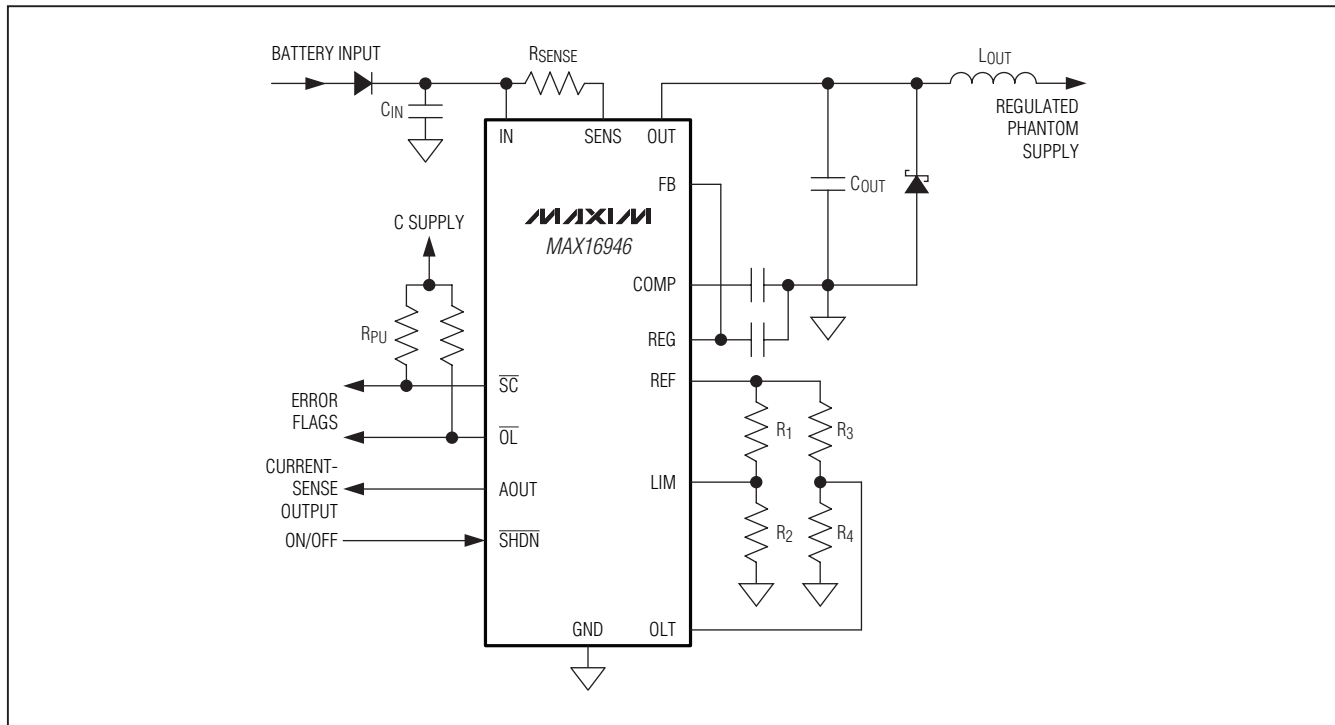 BATTERY INPUT
RSENSE
LOUT
CIN
REGULATED
PHANTOM
SUPPLY
IN
SENS
OUT
FB
COUT
MAXIM
MAX16946
C SUPPLY
COMP
RPU
REG
REF
SC
ERROR
FLAGS
R1
R3
OL
CURRENT-
SENSE
OUTPUT
AOUT
LIM
R2
R4
ON/OFF
SHDN
GND
OLT